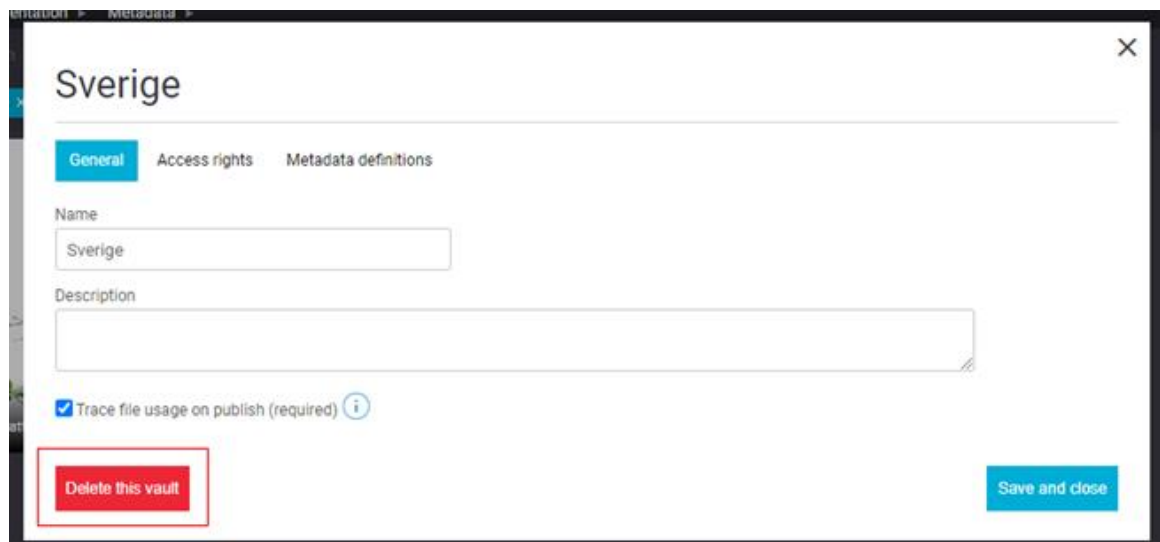 Metadata
Sverige
General Access rights Metadata definitions
Name
Sverige
Description
Trace file usage on publish (required) i
Delete this vault Save and close